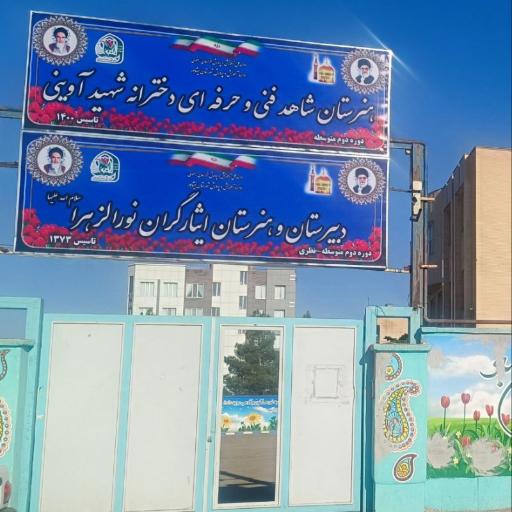 هنرستان شاهد فنی و حرفه ای دخترانه شهید آوینی
دوره دوم متوسطه
تاسیس ۱۴۰۰
دبیرستان و هنرستان ایثارگران نورالزهرا
سلام الله علیها
دوره دوم متوسطه - نظری
تاسیس ۱۳۷۳